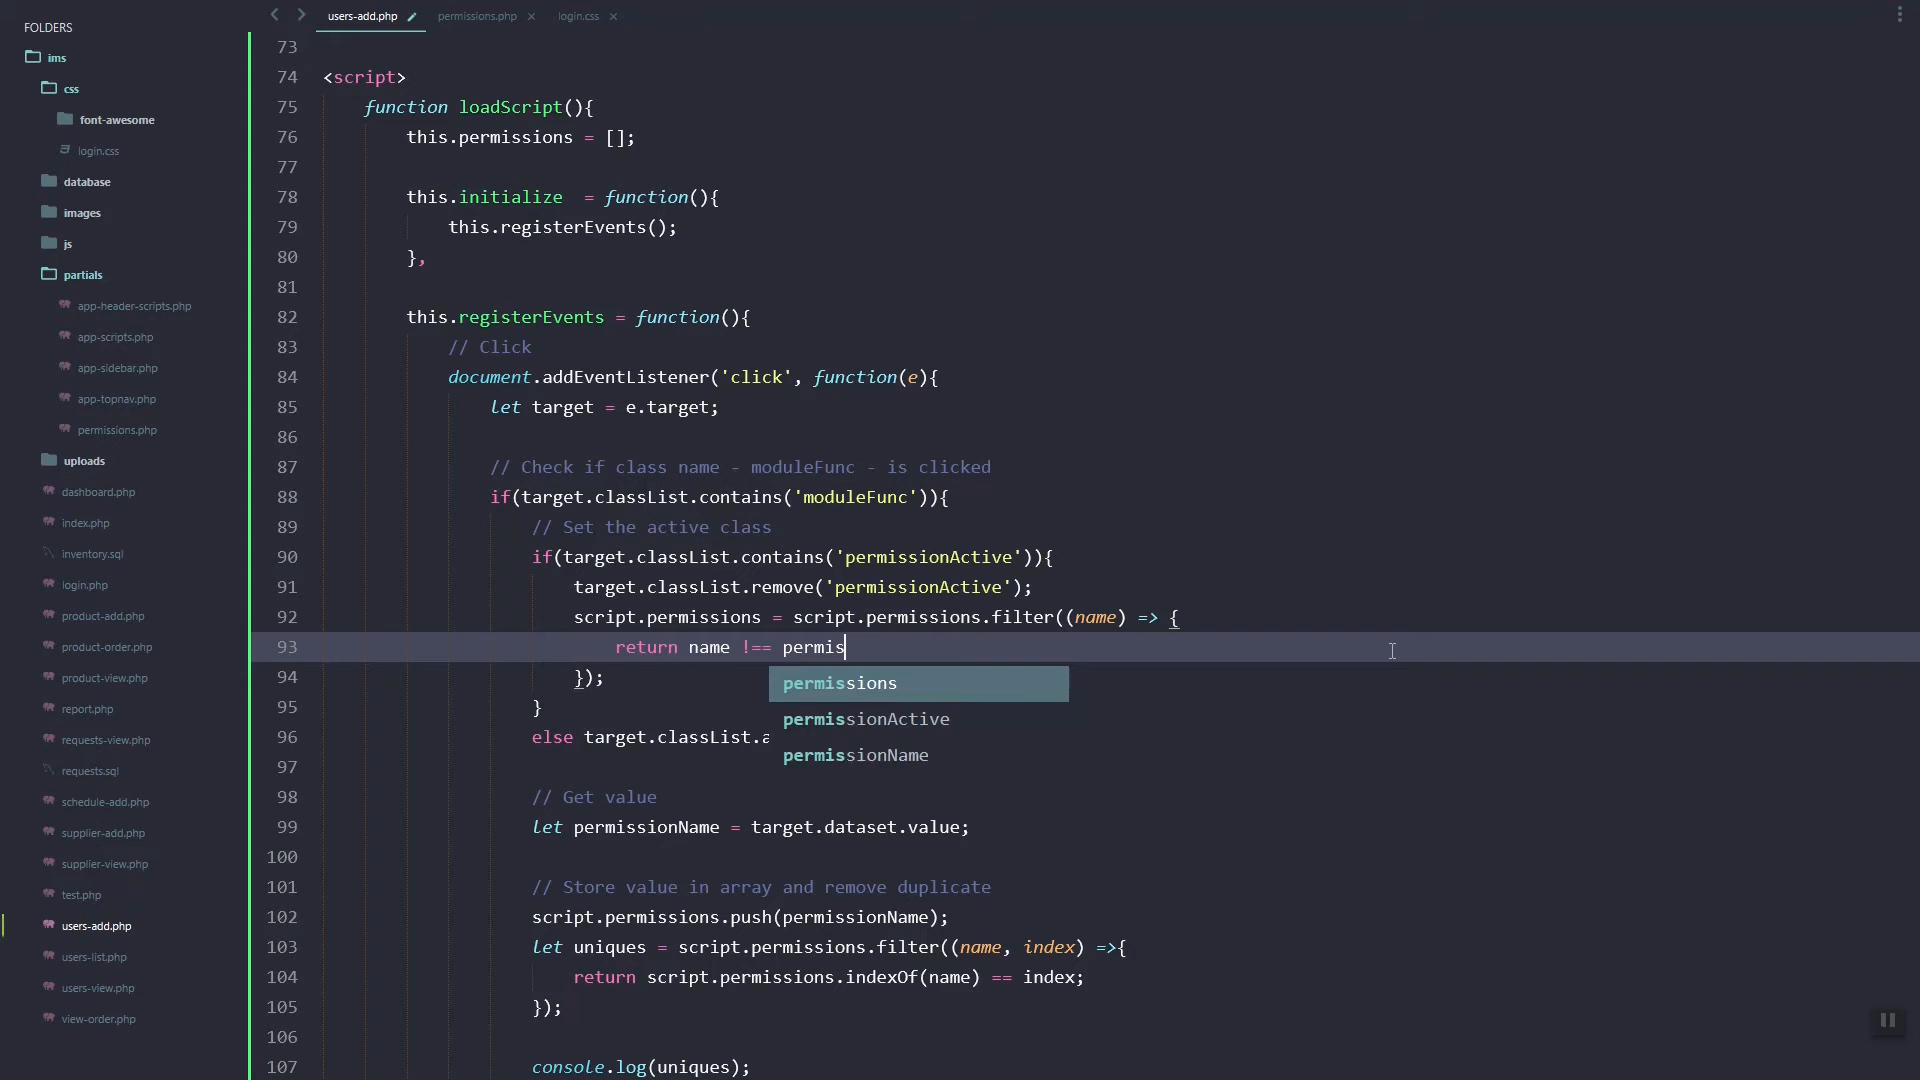 FOLDERS
ims
css
font-awesome
login.css
database
images
js
partials
app-header-scripts.php
app-scripts.php
app-sidebar.php
app-topnav.php
permissions.php
uploads
dashboard.php
index.php
inventory.sql
login.php
product-add.php
product-order.php
product-view.php
report.php
requests-view.php
requests.sql
schedule-add.php
supplier-add.php
supplier-view.php
test.php
users-add.php
users-list.php
users-view.php
view-order.php
users-add.php permissions.php × login.css ×
73
74 <script>
75 function loadScript(){
76 this.permissions = [];
77
78 this.initialize  = function(){
79 this.registerEvents();
80 },
81
82 this.registerEvents = function(){
83 // Click
84 document.addEventListener('click', function(e){
85 let target = e.target;
86
87 // Check if class name - moduleFunc - is clicked
88 if(target.classList.contains('moduleFunc')){
89 // Set the active class
90 if(target.classList.contains('permissionActive')){
91 target.classList.remove('permissionActive');
92 script.permissions = script.permissions.filter((name) => {
93 return name !== permis
94 });
95 }
96 else target.classList.a
permissions
permissionActive
permissionName
97
98 // Get value
99 let permissionName = target.dataset.value;
100
101 // Store value in array and remove duplicate
102 script.permissions.push(permissionName);
103 let uniques = script.permissions.filter((name, index) =>{
104 return script.permissions.indexOf(name) == index;
105 });
106
107 console.log(uniques);